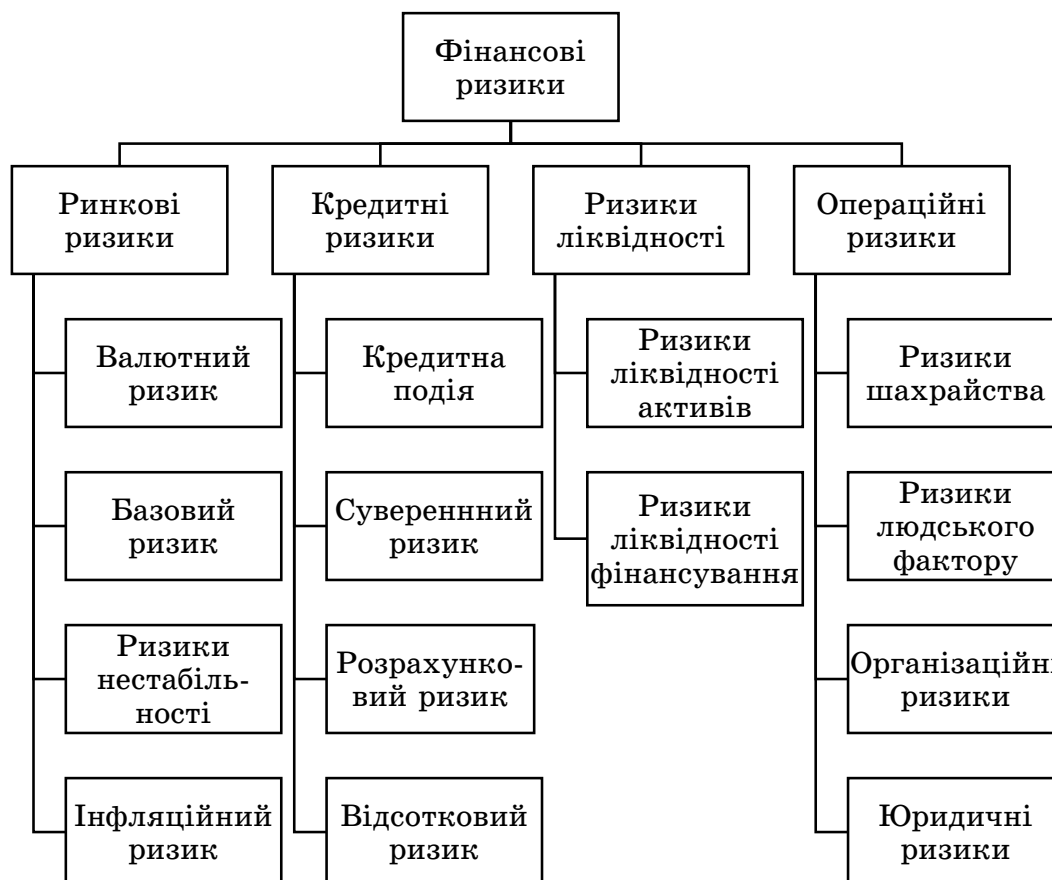 Фінансові
ризики
Ринкові
ризики
Кредитні
ризики
Ризики
ліквідності
Операційні
ризики
Валютний
ризик
Базовий
ризик
Ризики
нестабіль-
ності
Інфляційний
ризик
Кредитна
подія
Сувереннний
ризик
Розрахунко-
вий ризик
Відсотковий
ризик
Ризики
ліквідності
активів
Ризики
ліквідності
фінансування
Ризики
шахрайства
Ризики
людського
фактору
Організаційні
ризики
Юридичні
ризики